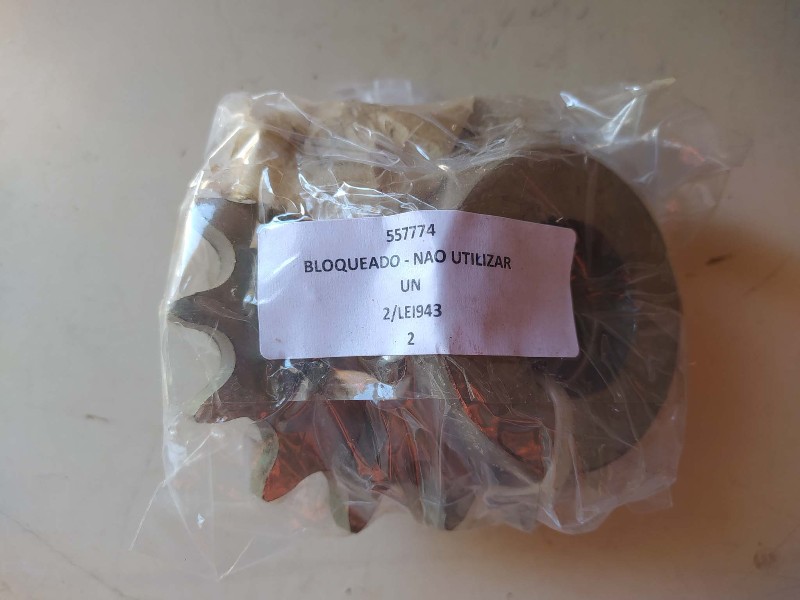 557774
BLOQUEADO - NAO UTILIZAR
UN
2/LEI943
2